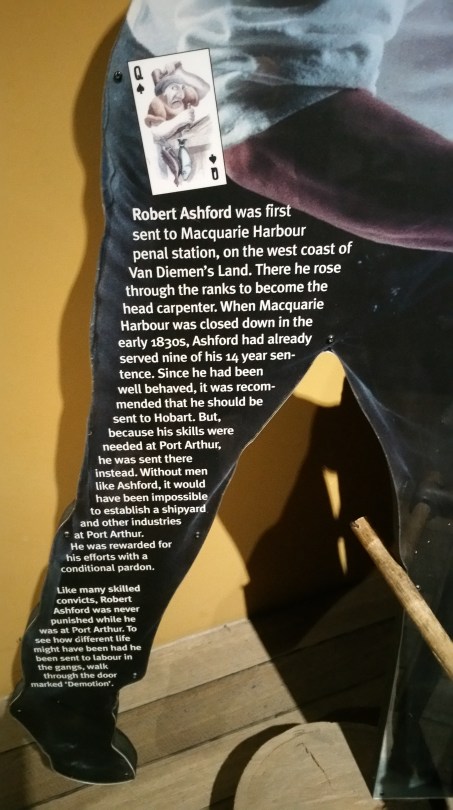 Q
Q
Robert Ashford was first
sent to Macquarie Harbour
penal station, on the west coast of
Van Diemen's Land. There he rose
through the ranks to become the
head carpenter. When Macquarie
Harbour was closed down in the
early 1830s, Ashford had already
served nine of his 14 year sen-
tence. Since he had been
well behaved, it was recom-
mended that he should be
sent to Hobart. But,
because his skills were
needed at Port Arthur,
he was sent there
instead. Without men
like Ashford, it would
have been impossible
to establish a shipyard
and other industries
at Port Arthur.
He was rewarded for
his efforts with a
conditional pardon.
Like many skilled
convicts, Robert
Ashford was never
punished while he
was at Port Arthur. To
see how different life
might have been had he
been sent to labour in
the gangs, walk
through the door
marked 'Demotion'.